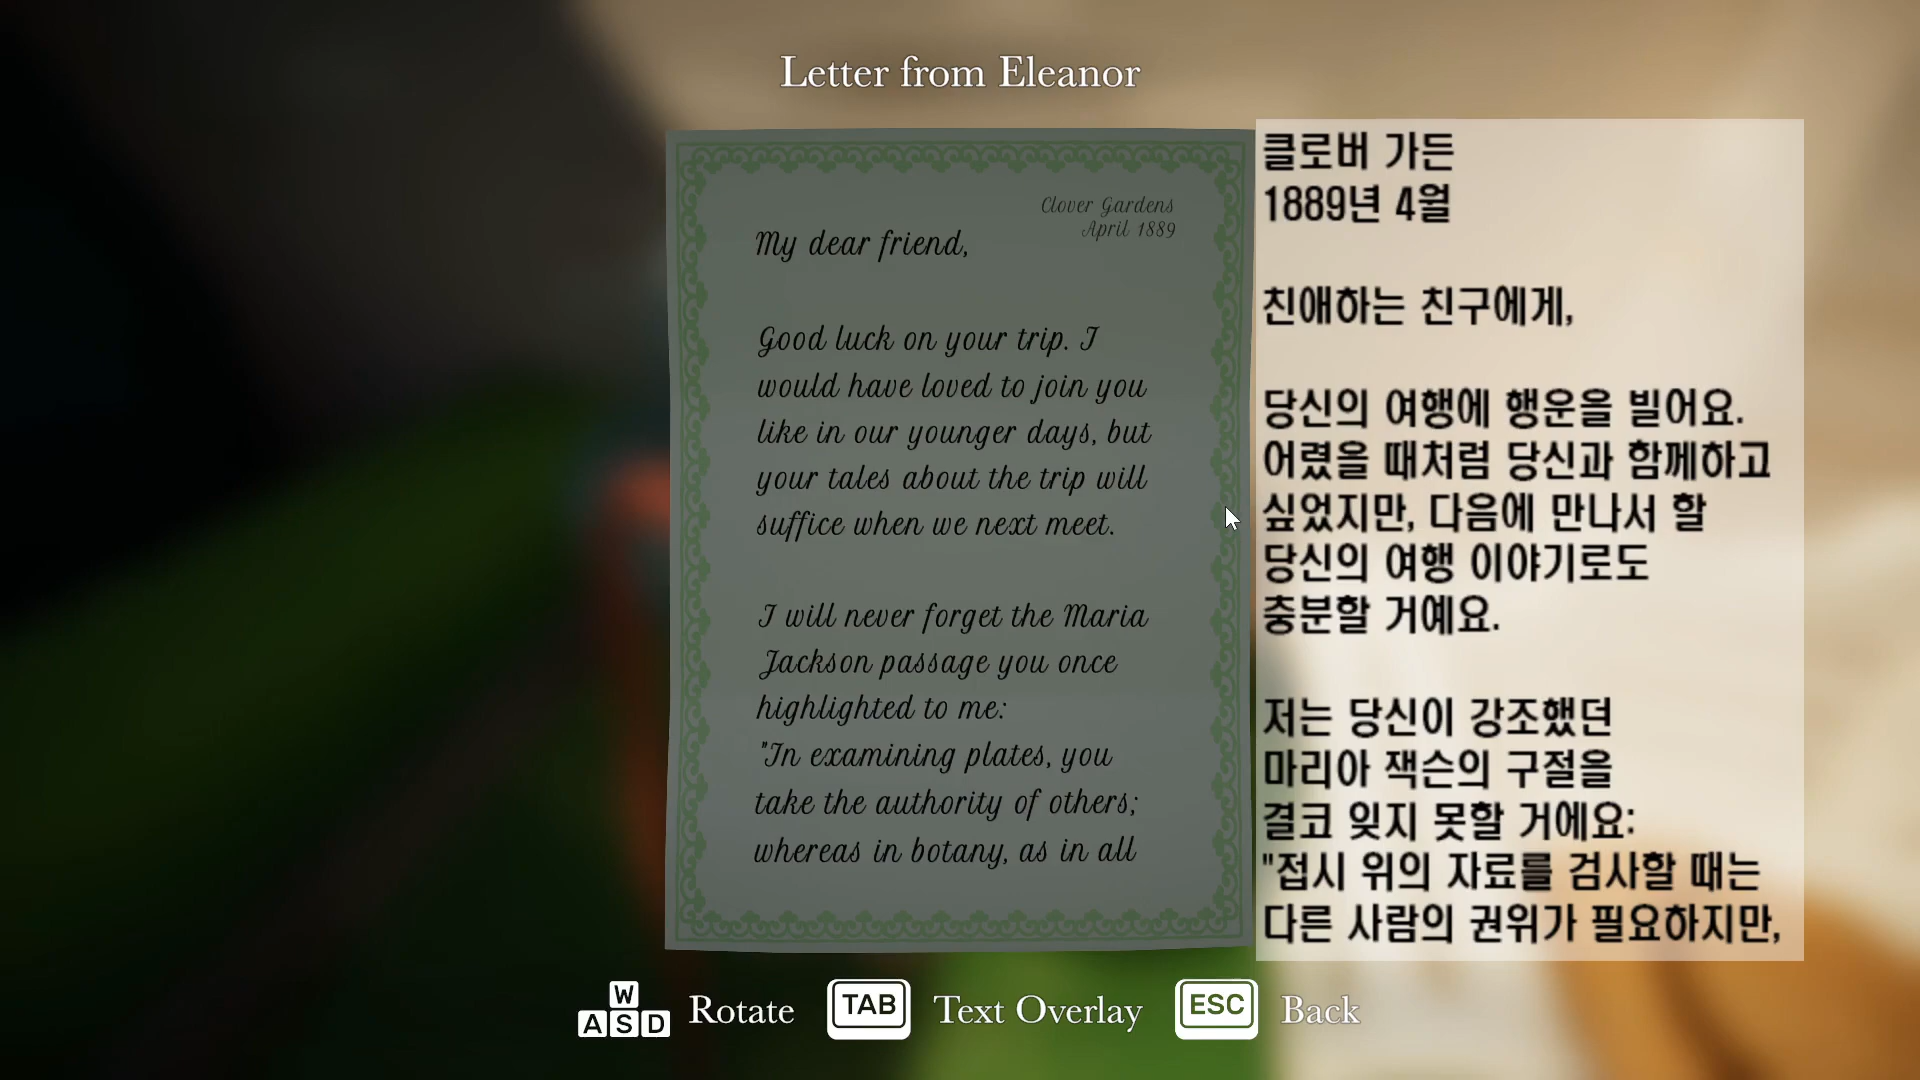 Letter from Eleanor
Clover Gardens
April 1889
My dear friend,
Good luck on your trip. I
would have loved to join you
like in our younger days, but
your tales about the trip will
suffice when we next meet.
I will never forget the Maria
Jackson passage you once
highlighted to me:
"In examining plates, you
take the authority of others;
whereas in botany, as in all
클로버 가든
1889년 4월
친애하는 친구에게,
당신의 여행에 행운을 빌어요.
어렸을 때처럼 당신과 함께하고
싶었지만, 다음에 만나서 할
당신의 여행 이야기로도
충분할 거예요.
저는 당신이 강조했던
마리아 잭슨의 구절을
결코 잊지 못할 거에요:
"접시 위의 자료를 검사할 때는
다른 사람의 권위가 필요하지만,
W
A S D Rotate TAB Text Overlay ESC Back